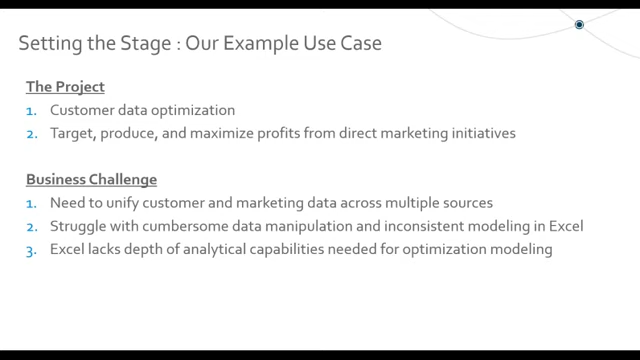 Setting the Stage : Our Example Use Case
The Project
1. Customer data optimization
2. Target, produce, and maximize profits from direct marketing initiatives
Business Challenge
1. Need to unify customer and marketing data across multiple sources
2. Struggle with cumbersome data manipulation and inconsistent modeling in Excel
3. Excel lacks depth of analytical capabilities needed for optimization modeling